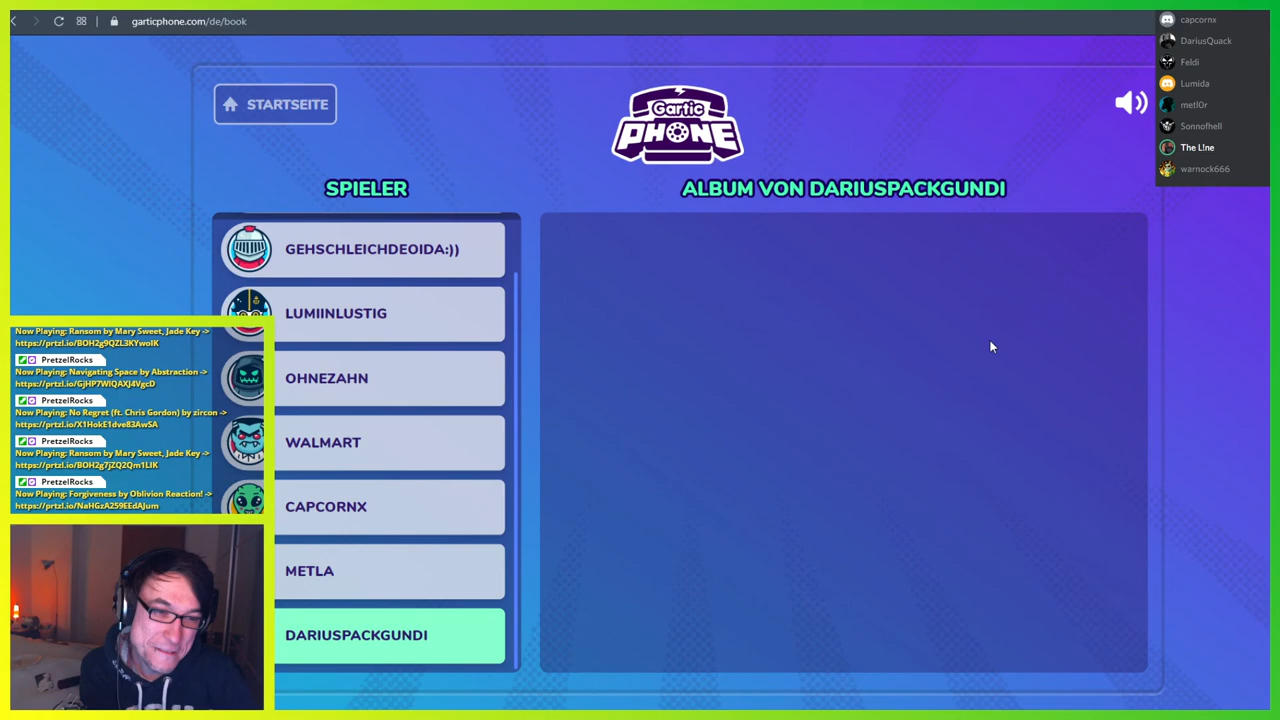 garticphone.com/de/book
capcornx
DariusQuack
Feldi
Lumida
metl0r
Sonnofhell
The L!ne
warnock666
STARTSEITE
Gartic
PHONE
SPIELER
ALBUM VON DARIUSPACKGUNDI
GEHSCHLEICHDEOIDA:))
LUMIINLUSTIG
OHNEZAHN
WALMART
CAPCORNX
METLA
DARIUSPACKGUNDI
Now Playing: Ransom by Mary Sweet, Jade Key ->
https://prtzl.io/BOH2g9QZL3KYwolK
PretzelRocks
Now Playing: Navigating Space by Abstraction ->
https://prtzl.io/GjHP7WlQAXJ4VgcD
PretzelRocks
Now Playing: No Regret (ft. Chris Gordon) by zircon ->
https://prtzl.io/X1HokE1dve83AwSA
PretzelRocks
Now Playing: Ransom by Mary Sweet, Jade Key ->
https://prtzl.io/BOH2g7jZQ2Qm1LIK
PretzelRocks
Now Playing: Forgiveness by Oblivion Reaction! ->
https://prtzl.io/NaHGzA259EEdAJum